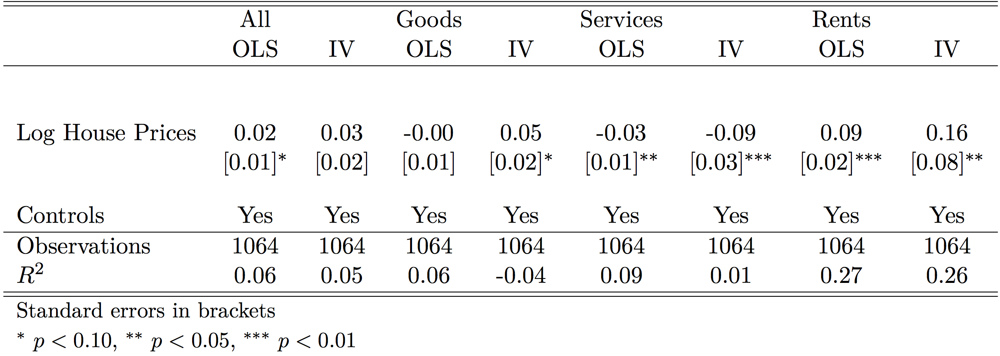 All Goods Services Rents
OLS IV OLS IV OLS IV OLS IV
Log House Prices 0.02 0.03 -0.00 0.05 -0.03 -0.09 0.09 0.16
[0.01]* [0.02] [0.01] [0.02]* [0.01]** [0.03]*** [0.02]*** [0.08]**
Controls Yes Yes Yes Yes Yes Yes Yes Yes
Observations 1064 1064 1064 1064 1064 1064 1064 1064
R² 0.06 0.05 0.06 -0.04 0.09 0.01 0.27 0.26
Standard errors in brackets
* p < 0.10, ** p < 0.05, *** p < 0.01